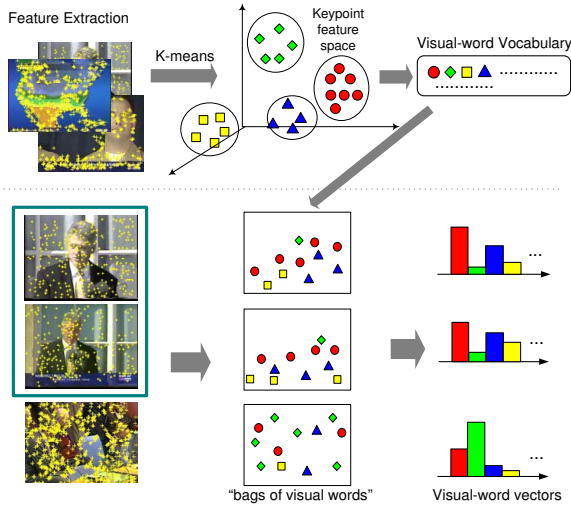 Feature Extraction
K-means
Keypoint
feature
space
Visual-word Vocabulary
..................
................
...
...
...
“bags of visual words”
Visual-word vectors